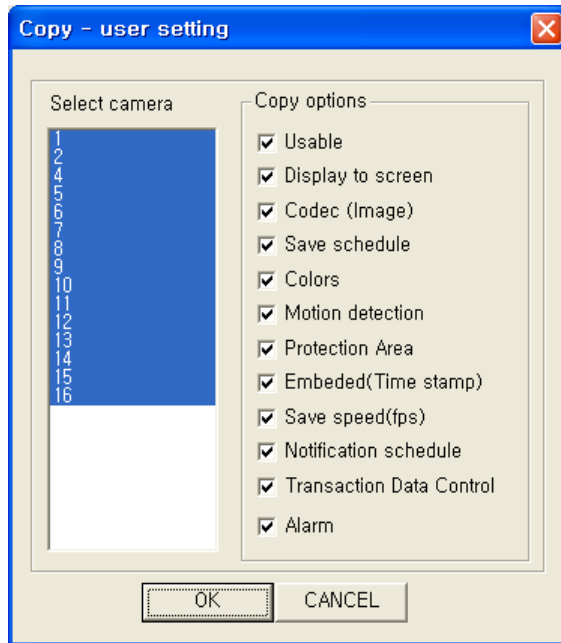 Copy - user setting
Select camera
1
2
4
5
6
7
8
9
10
11
12
13
14
15
16
Copy options
Usable
Display to screen
Codec (Image)
Save schedule
Colors
Motion detection
Protection Area
Embeded(Time stamp)
Save speed(fps)
Notification schedule
Transaction Data Control
Alarm
OK
CANCEL